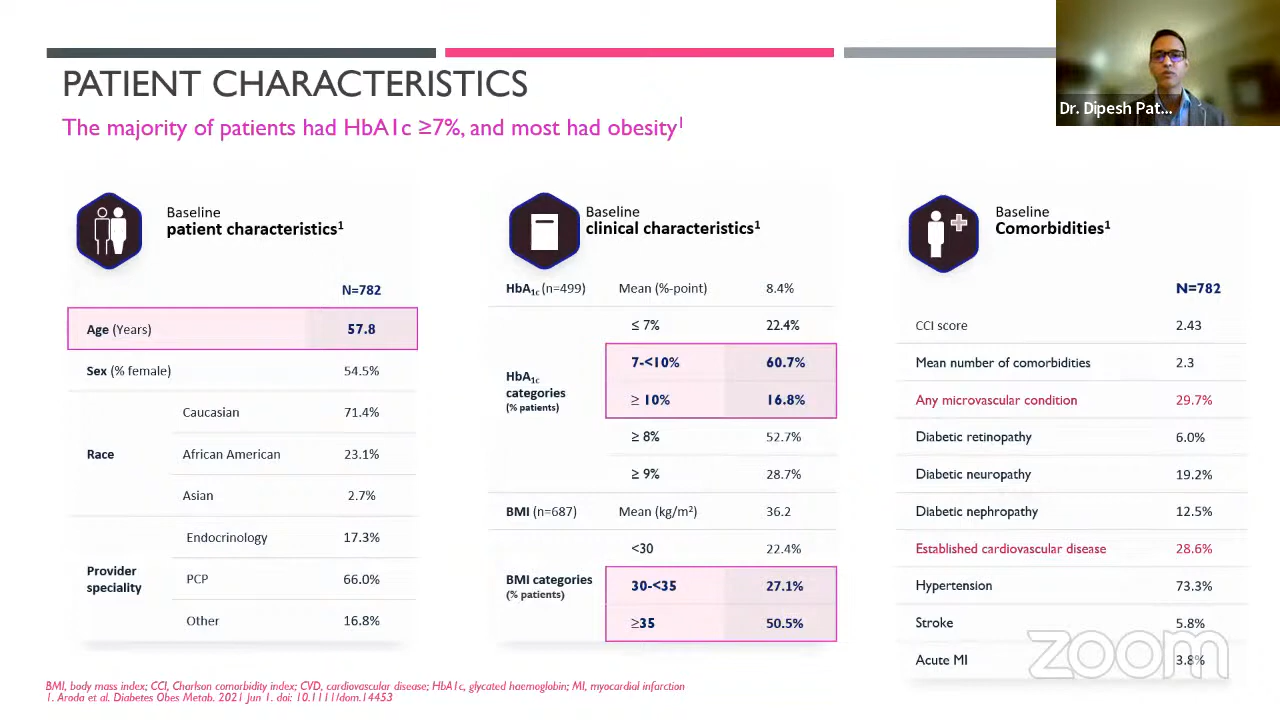 PATIENT CHARACTERISTICS
The majority of patients had HbA1c ≥7%, and most had obesity¹
Dr. Dipesh Pat...
Baseline
patient characteristics¹
N=782
Age (Years) 57.8
Sex (% female) 54.5%
Race
Caucasian 71.4%
African American 23.1%
Asian 2.7%
Provider
speciality
Endocrinology 17.3%
PCP 66.0%
Other 16.8%
Baseline
clinical characteristics¹
HbA1c (n=499) Mean (%-point) 8.4%
HbA1c
categories
(% patients)
≤ 7% 22.4%
7-<10% 60.7%
≥ 10% 16.8%
≥ 8% 52.7%
≥ 9% 28.7%
BMI (n=687) Mean (kg/m²) 36.2
BMI categories
(% patients)
<30 22.4%
30-<35 27.1%
≥35 50.5%
Baseline
Comorbidities¹
N=782
CCI score 2.43
Mean number of comorbidities 2.3
Any microvascular condition 29.7%
Diabetic retinopathy 6.0%
Diabetic neuropathy 19.2%
Diabetic nephropathy 12.5%
Established cardiovascular disease 28.6%
Hypertension 73.3%
Stroke 5.8%
Acute MI 3.8%
zoom
BMI, body mass index; CCI, Charlson comorbidity index; CVD, cardiovascular disease; HbA1c, glycated haemoglobin; MI, myocardial infarction
1. Aroda et al. Diabetes Obes Metab. 2021 Jun 1. doi: 10.1111/dom.14453